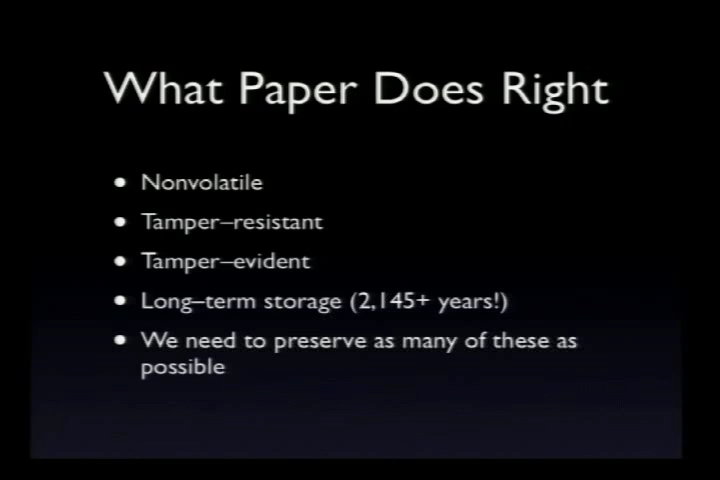 What Paper Does Right
• Nonvolatile
• Tamper–resistant
• Tamper–evident
• Long–term storage (2,145+ years!)
• We need to preserve as many of these as
possible